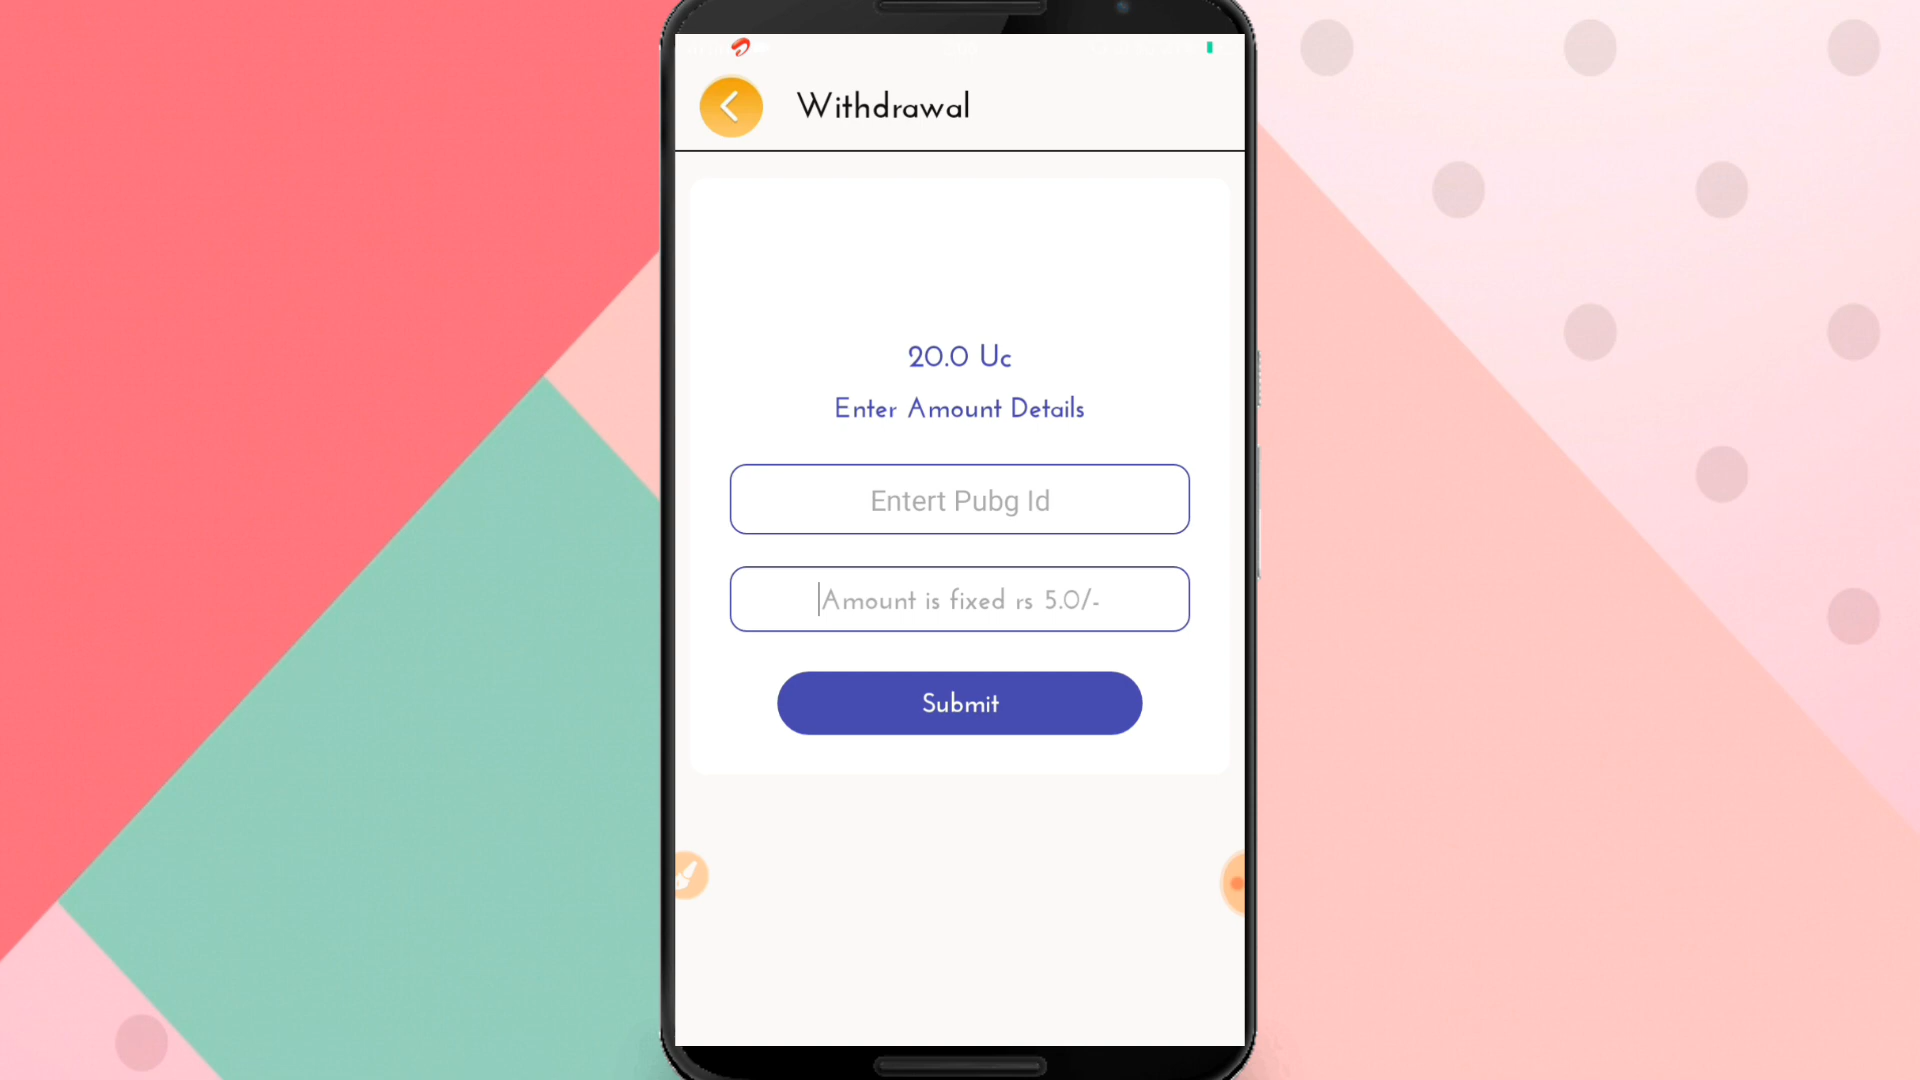 Withdrawal
20.0 Uc
Enter Amount Details
Entert Pubg Id
Amount is fixed rs 5.0/-
Submit